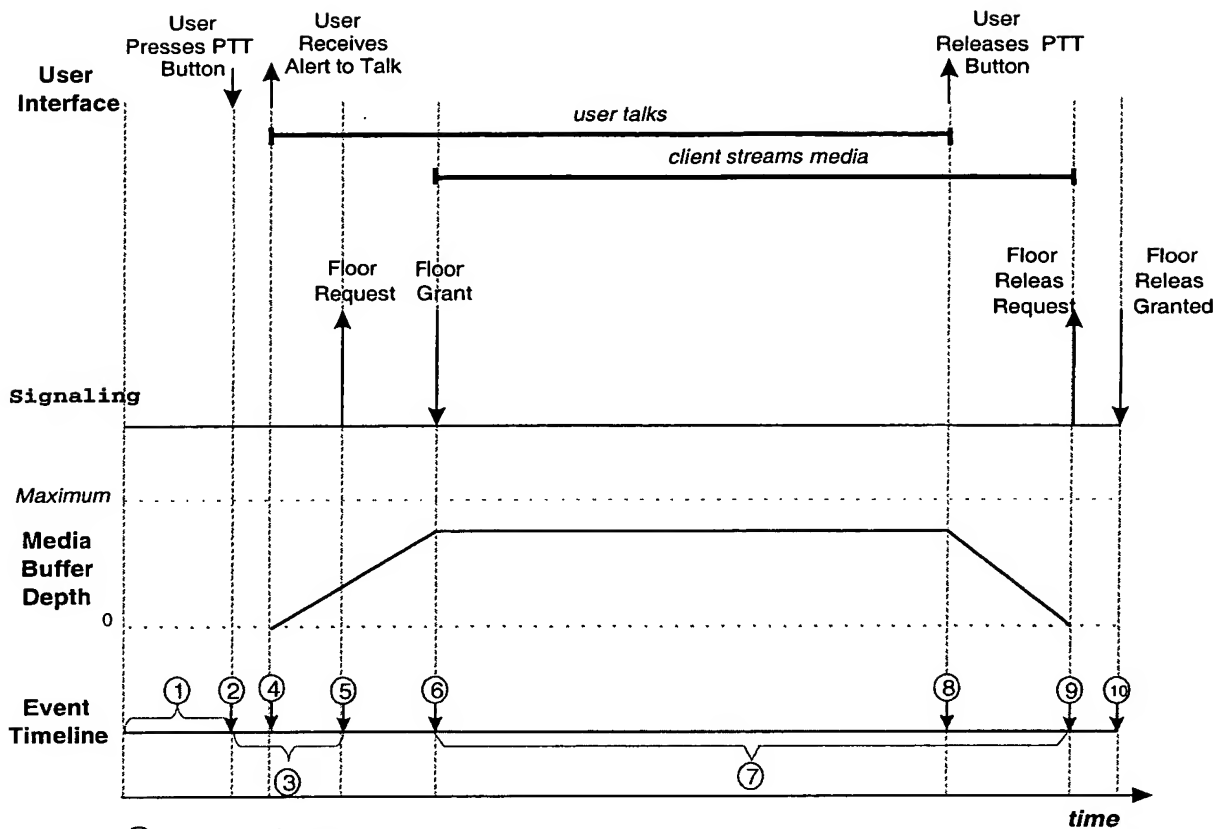 User
Presses PTT
Button
User
Receives
Alert to Talk
User
Releases PTT
Button
User
Interface
user talks
client streams media
Floor
Request
Floor
Grant
Floor
Releas
Request
Floor
Releas
Granted
Signaling
Maximum
Media
Buffer
Depth
0
Event
Timeline
1
2
4
5
6
8
9
10
3
7
time